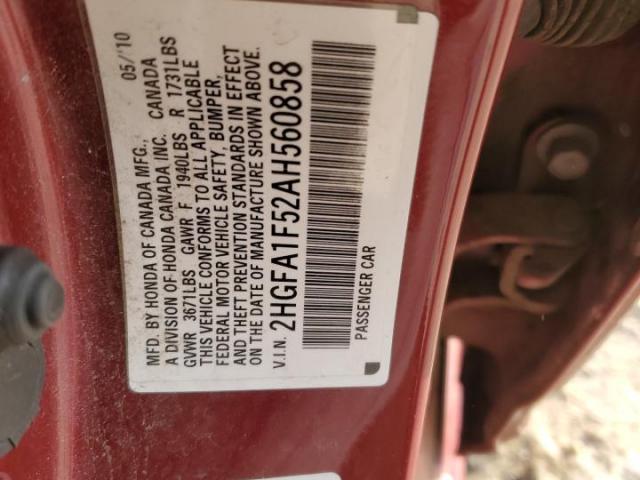 MFD. BY HONDA OF CANADA MFG., 05/'10
A DIVISION OF HONDA CANADA INC. CANADA
GVWR 3671LBS GAWR F 1940LBS R 1731LBS
THIS VEHICLE CONFORMS TO ALL APPLICABLE
FEDERAL MOTOR VEHICLE SAFETY, BUMPER,
AND THEFT PREVENTION STANDARDS IN EFFECT
ON THE DATE OF MANUFACTURE SHOWN ABOVE.
V.I.N. 2HGFA1F52AH560858
PASSENGER CAR